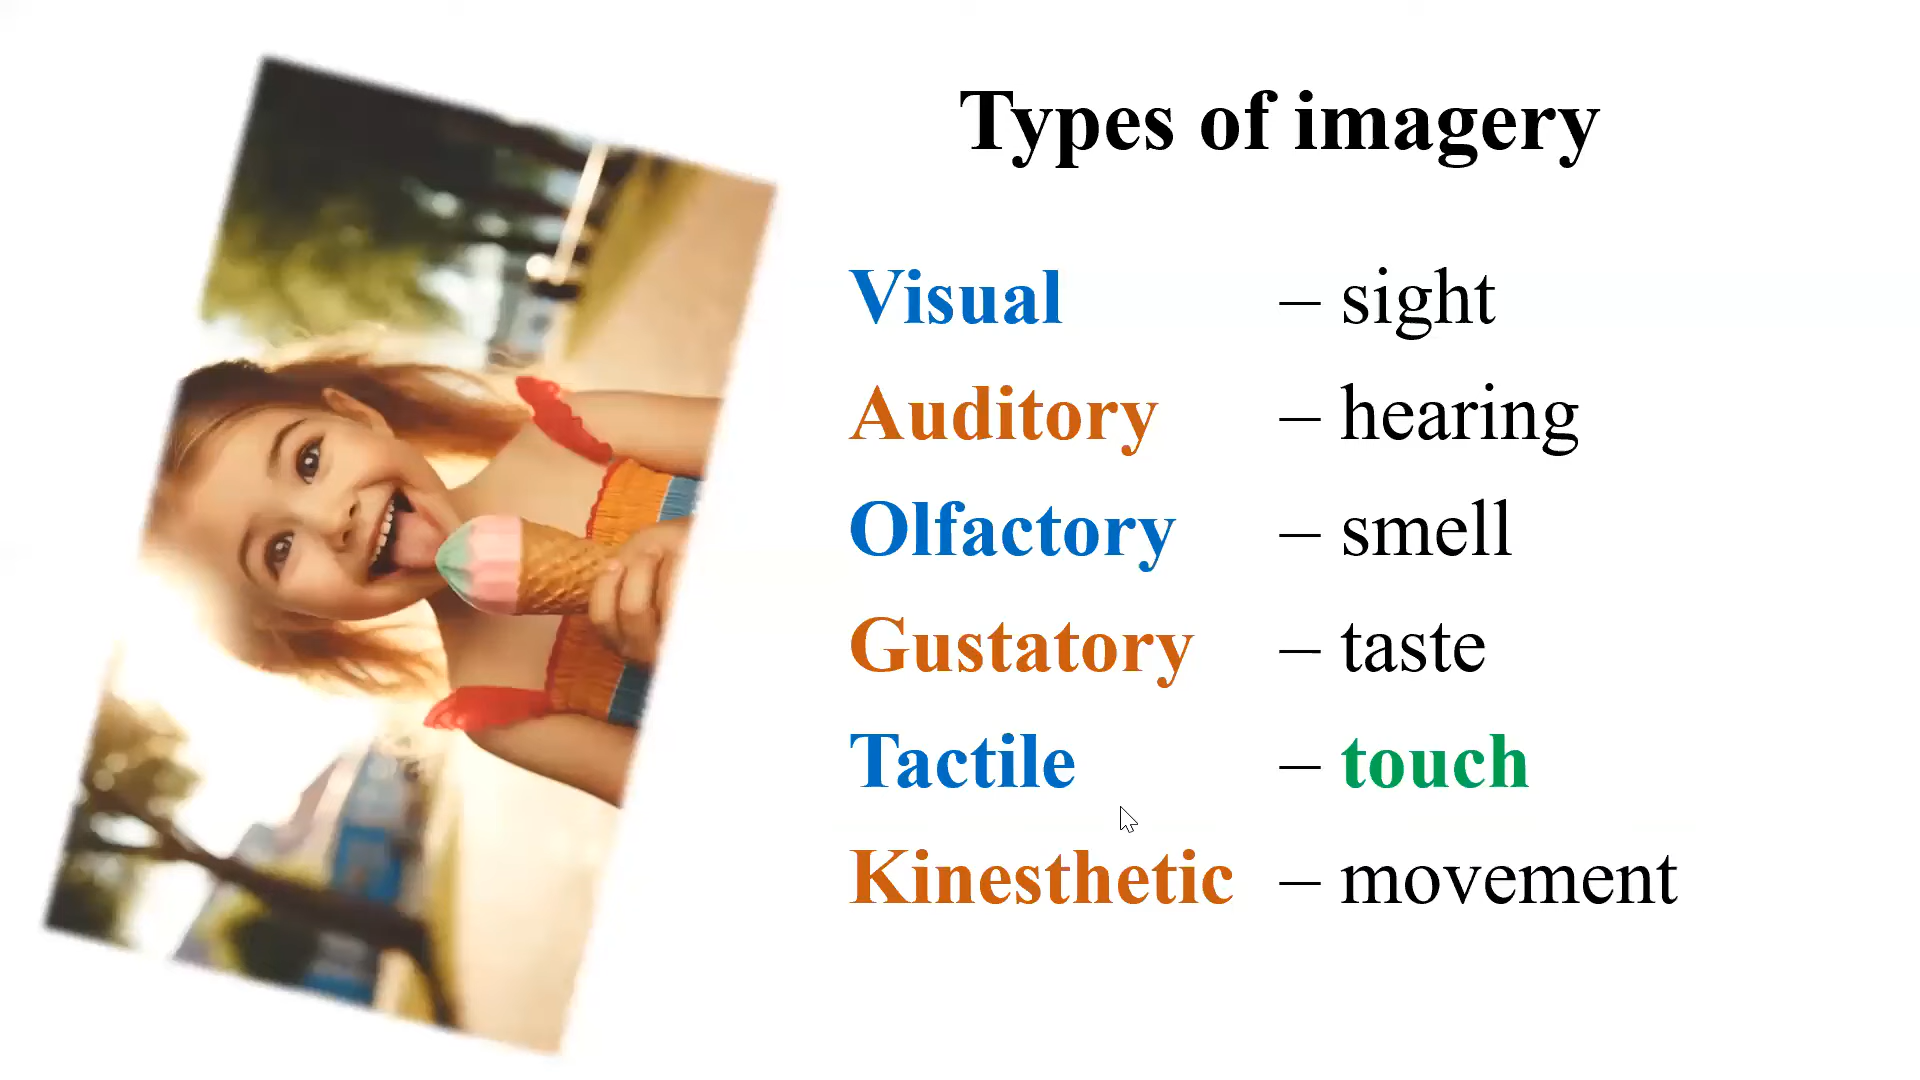 Types of imagery
Visual – sight
Auditory – hearing
Olfactory – smell
Gustatory – taste
Tactile – touch
Kinesthetic – movement